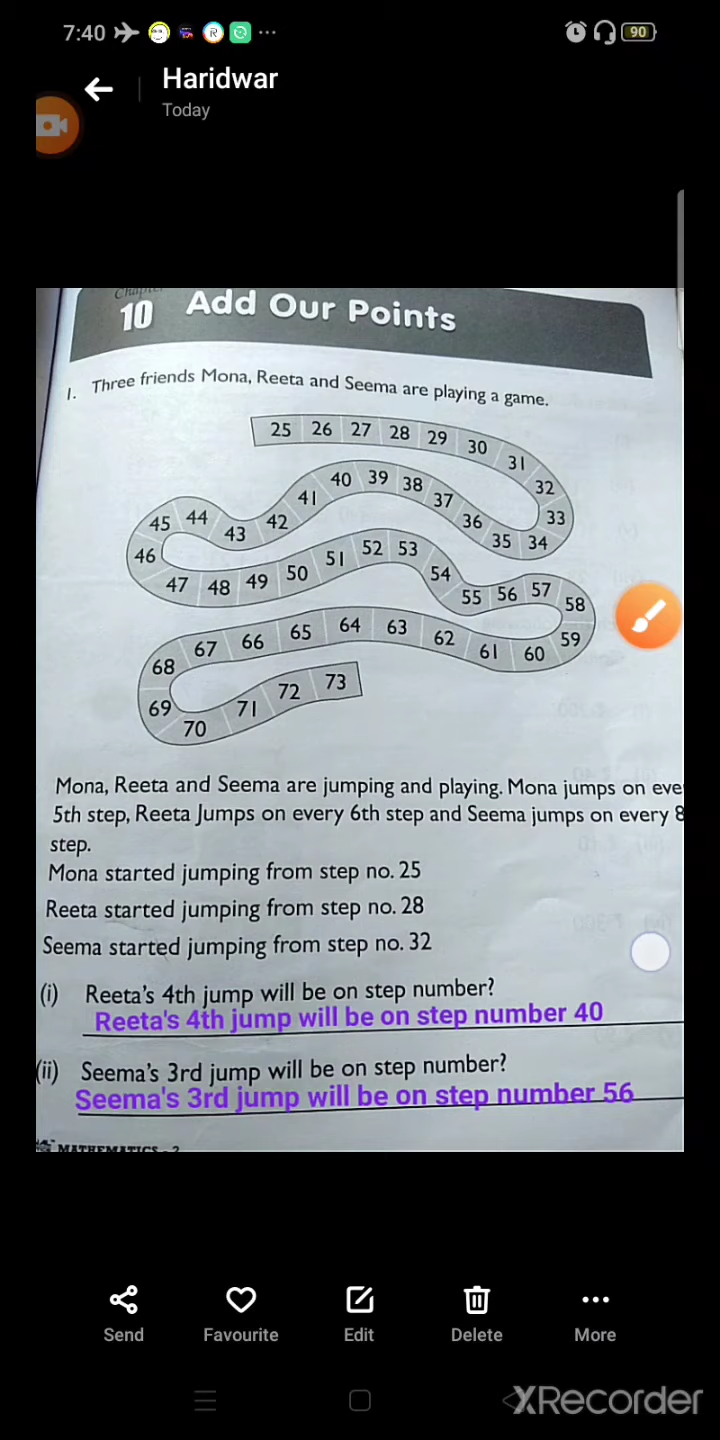 7:40
90
Haridwar
Today
10 Add Our Points
1. Three friends Mona, Reeta and Seema are playing a game.
25 26 27 28 29 30 31 32 33 34 35 36 37 38 39 40 41 42 43 44 45 46 47 48 49 50 51 52 53 54 55 56 57 58 59 60 61 62 63 64 65 66 67 68 69 70 71 72 73
Mona, Reeta and Seema are jumping and playing. Mona jumps on eve
5th step, Reeta Jumps on every 6th step and Seema jumps on every 8
step.
Mona started jumping from step no. 25
Reeta started jumping from step no. 28
Seema started jumping from step no. 32
(i) Reeta's 4th jump will be on step number?
Reeta's 4th jump will be on step number 40
(ii) Seema's 3rd jump will be on step number?
Seema's 3rd jump will be on step number 56
MATHEMATICS - 2
Send Favourite Edit Delete More
XRecorder